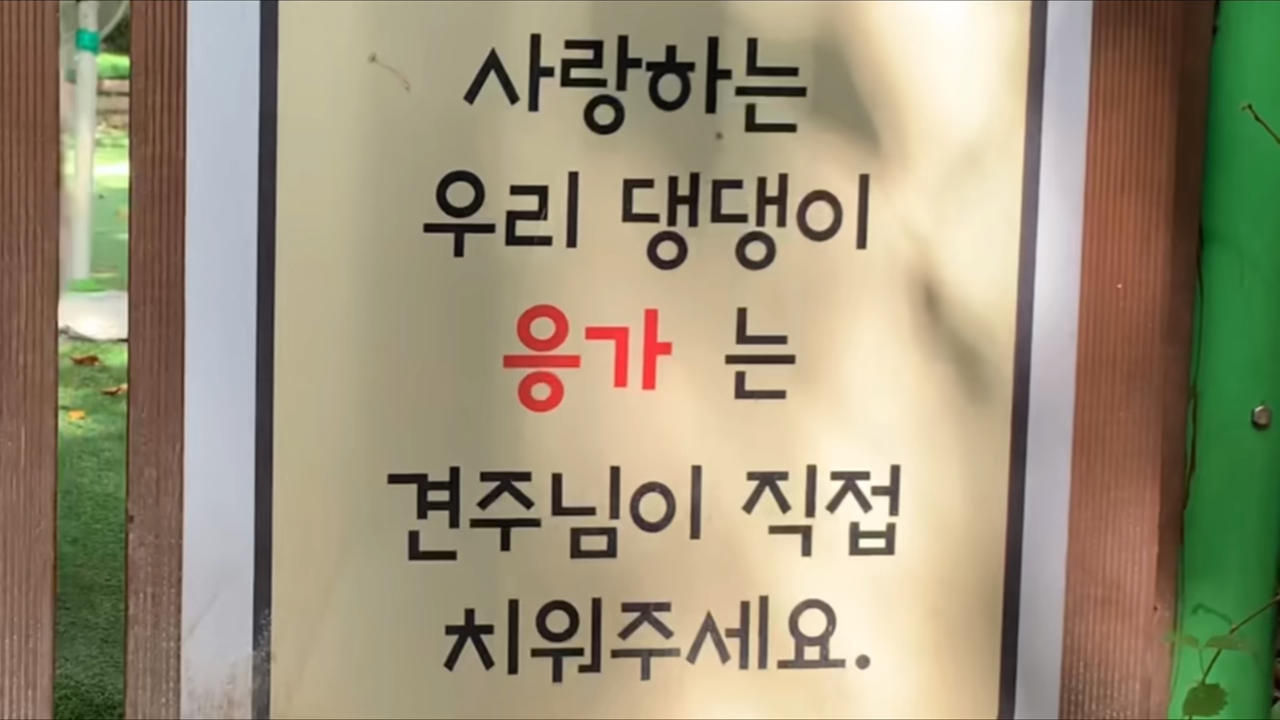 사랑하는
우리 댕댕이
응가 는
견주님이 직접
치워주세요.